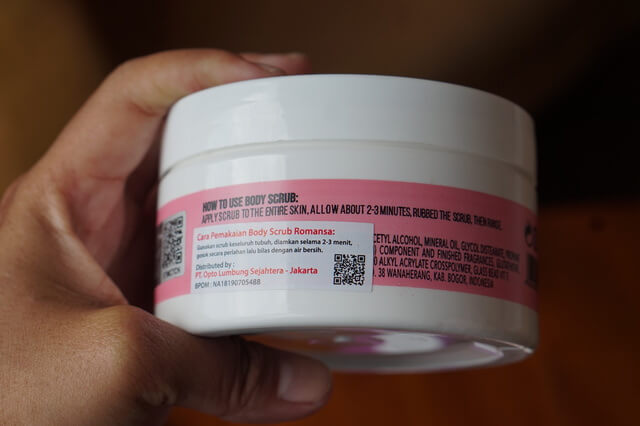 HOW TO USE BODY SCRUB:
APPLY SCRUB TO THE ENTIRE SKIN, ALLOW ABOUT 2-3 MINUTES, RUBBED THE SCRUB, THEN RINSE
Cara Pemakaian Body Scrub Romansa:
Gunakan scrub keseluruh tubuh, diamkan selama 2-3 menit,
gosok secara perlahan lalu bilas dengan air bersih.
Distributed by :
PT. Opto Lumbung Sejahtera - Jakarta
BPOM : NA18190705488
CETYL ALCOHOL, MINERAL OIL, GLYCOL DISTEARATE,
COMPONENT AND FINISHED FRAGRANCES,
ALKYL ACRYLATE CROSSPOLYMER, GLASS BEAD
38 WANAHERANG, KAB. BOGOR, INDONESIA